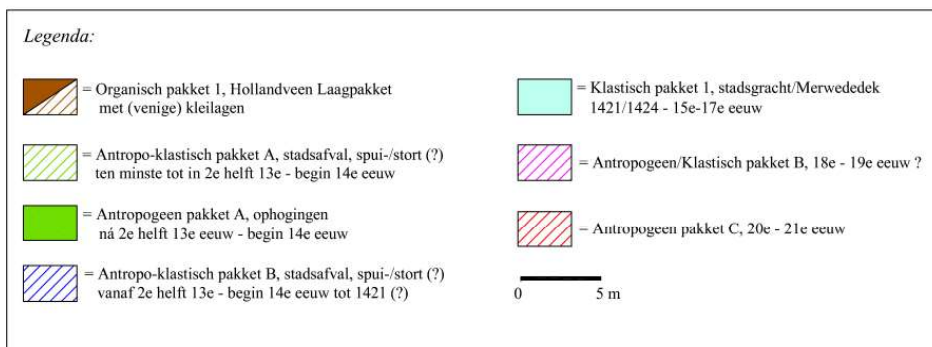 Legenda:
= Organisch pakket 1, Hollandveen Laagpakket
met (venige) kleilagen
= Antropo-klastisch pakket A, stadsafval, spui-/stort (?)
ten minste tot in 2e helft 13e - begin 14e eeuw
= Antropogeen pakket A, ophogingen
ná 2e helft 13e eeuw - begin 14e eeuw
= Antropo-klastisch pakket B, stadsafval, spui-/stort (?)
vanaf 2e helft 13e - begin 14e eeuw tot 1421 (?)
= Klastisch pakket 1, stadsgracht/Merwededek
1421/1424 - 15e-17e eeuw
= Antropogeen/Klastisch pakket B, 18e - 19e eeuw ?
= Antropogeen pakket C, 20e - 21e eeuw
0 5 m